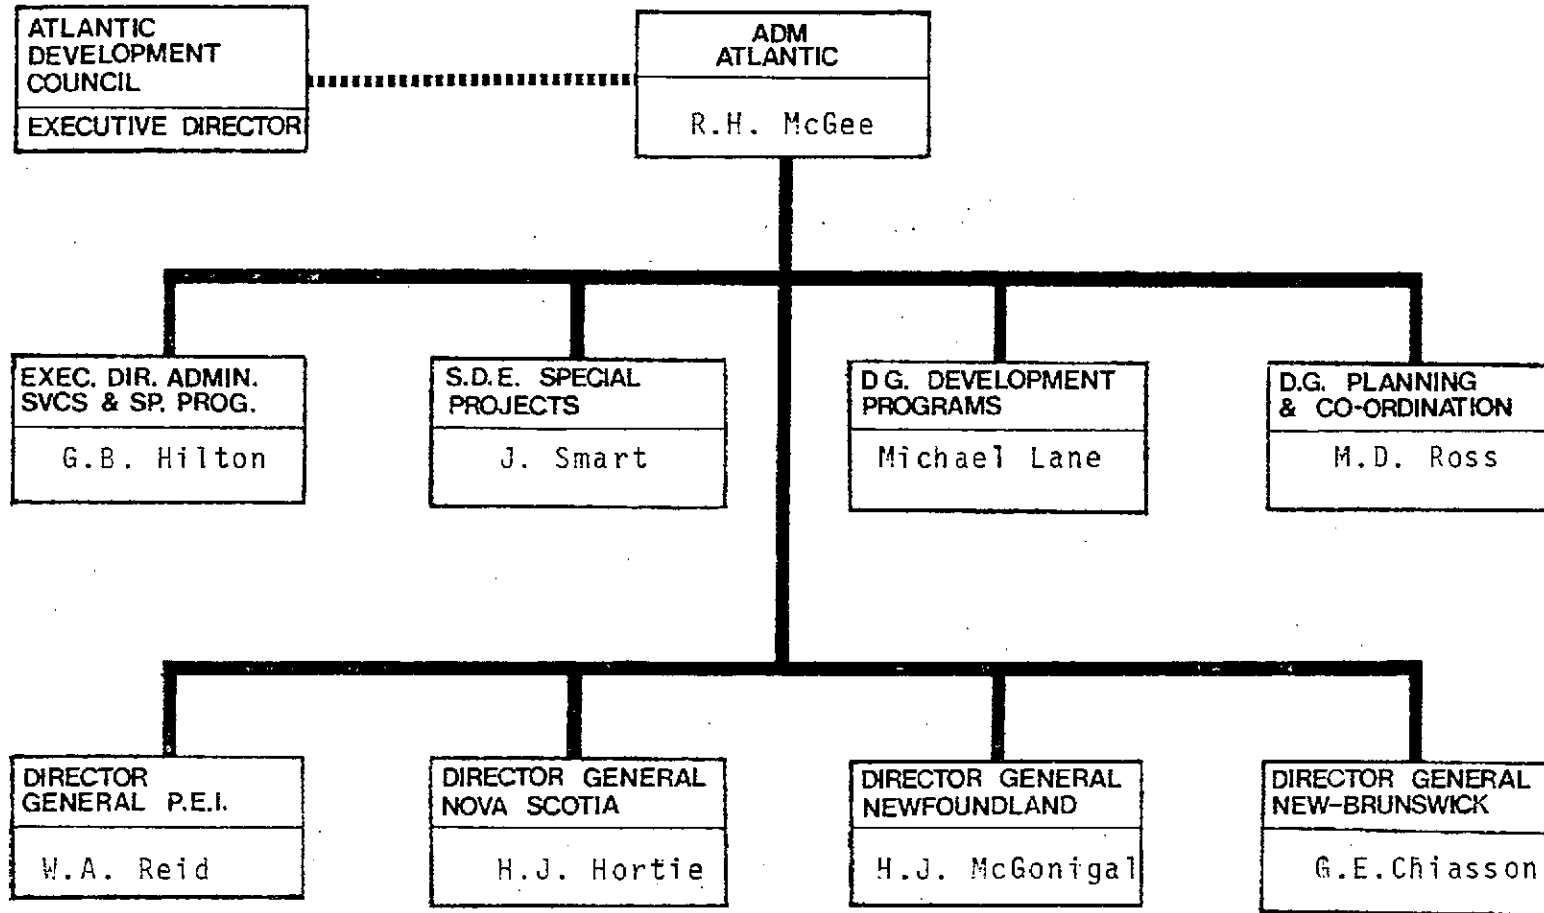 ATLANTIC
DEVELOPMENT
COUNCIL
EXECUTIVE DIRECTOR
ADM
ATLANTIC
R.H. McGee
EXEC. DIR. ADMIN.
SVCS & SP. PROG.
G.B. Hilton
S.D.E. SPECIAL
PROJECTS
J. Smart
D G. DEVELOPMENT
PROGRAMS
Michael Lane
D.G. PLANNING
& CO-ORDINATION
M.D. Ross
DIRECTOR
GENERAL P.E.I.
W.A. Reid
DIRECTOR GENERAL
NOVA SCOTIA
H.J. Hortie
DIRECTOR GENERAL
NEWFOUNDLAND
H.J. McGonigal
DIRECTOR GENERAL
NEW-BRUNSWICK
G.E.Chiasson